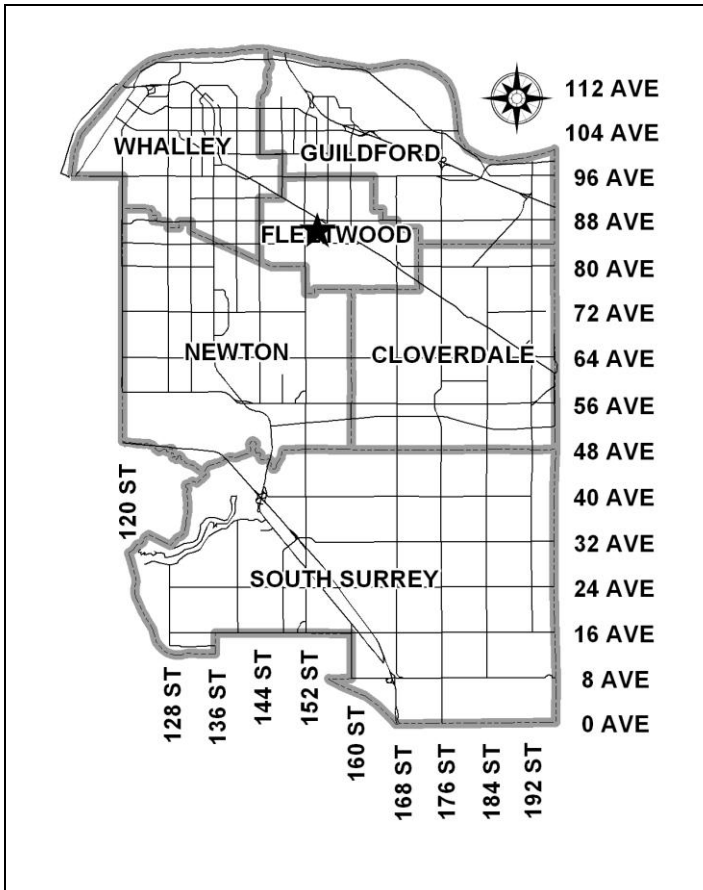 112 AVE
104 AVE
WHALLEY
GUILDFORD
96 AVE
88 AVE
FLEETWOOD
80 AVE
72 AVE
NEWTON
CLOVERDALE
64 AVE
56 AVE
48 AVE
120 ST
40 AVE
32 AVE
SOUTH SURREY
24 AVE
16 AVE
8 AVE
0 AVE
128 ST
136 ST
144 ST
152 ST
160 ST
168 ST
176 ST
184 ST
192 ST